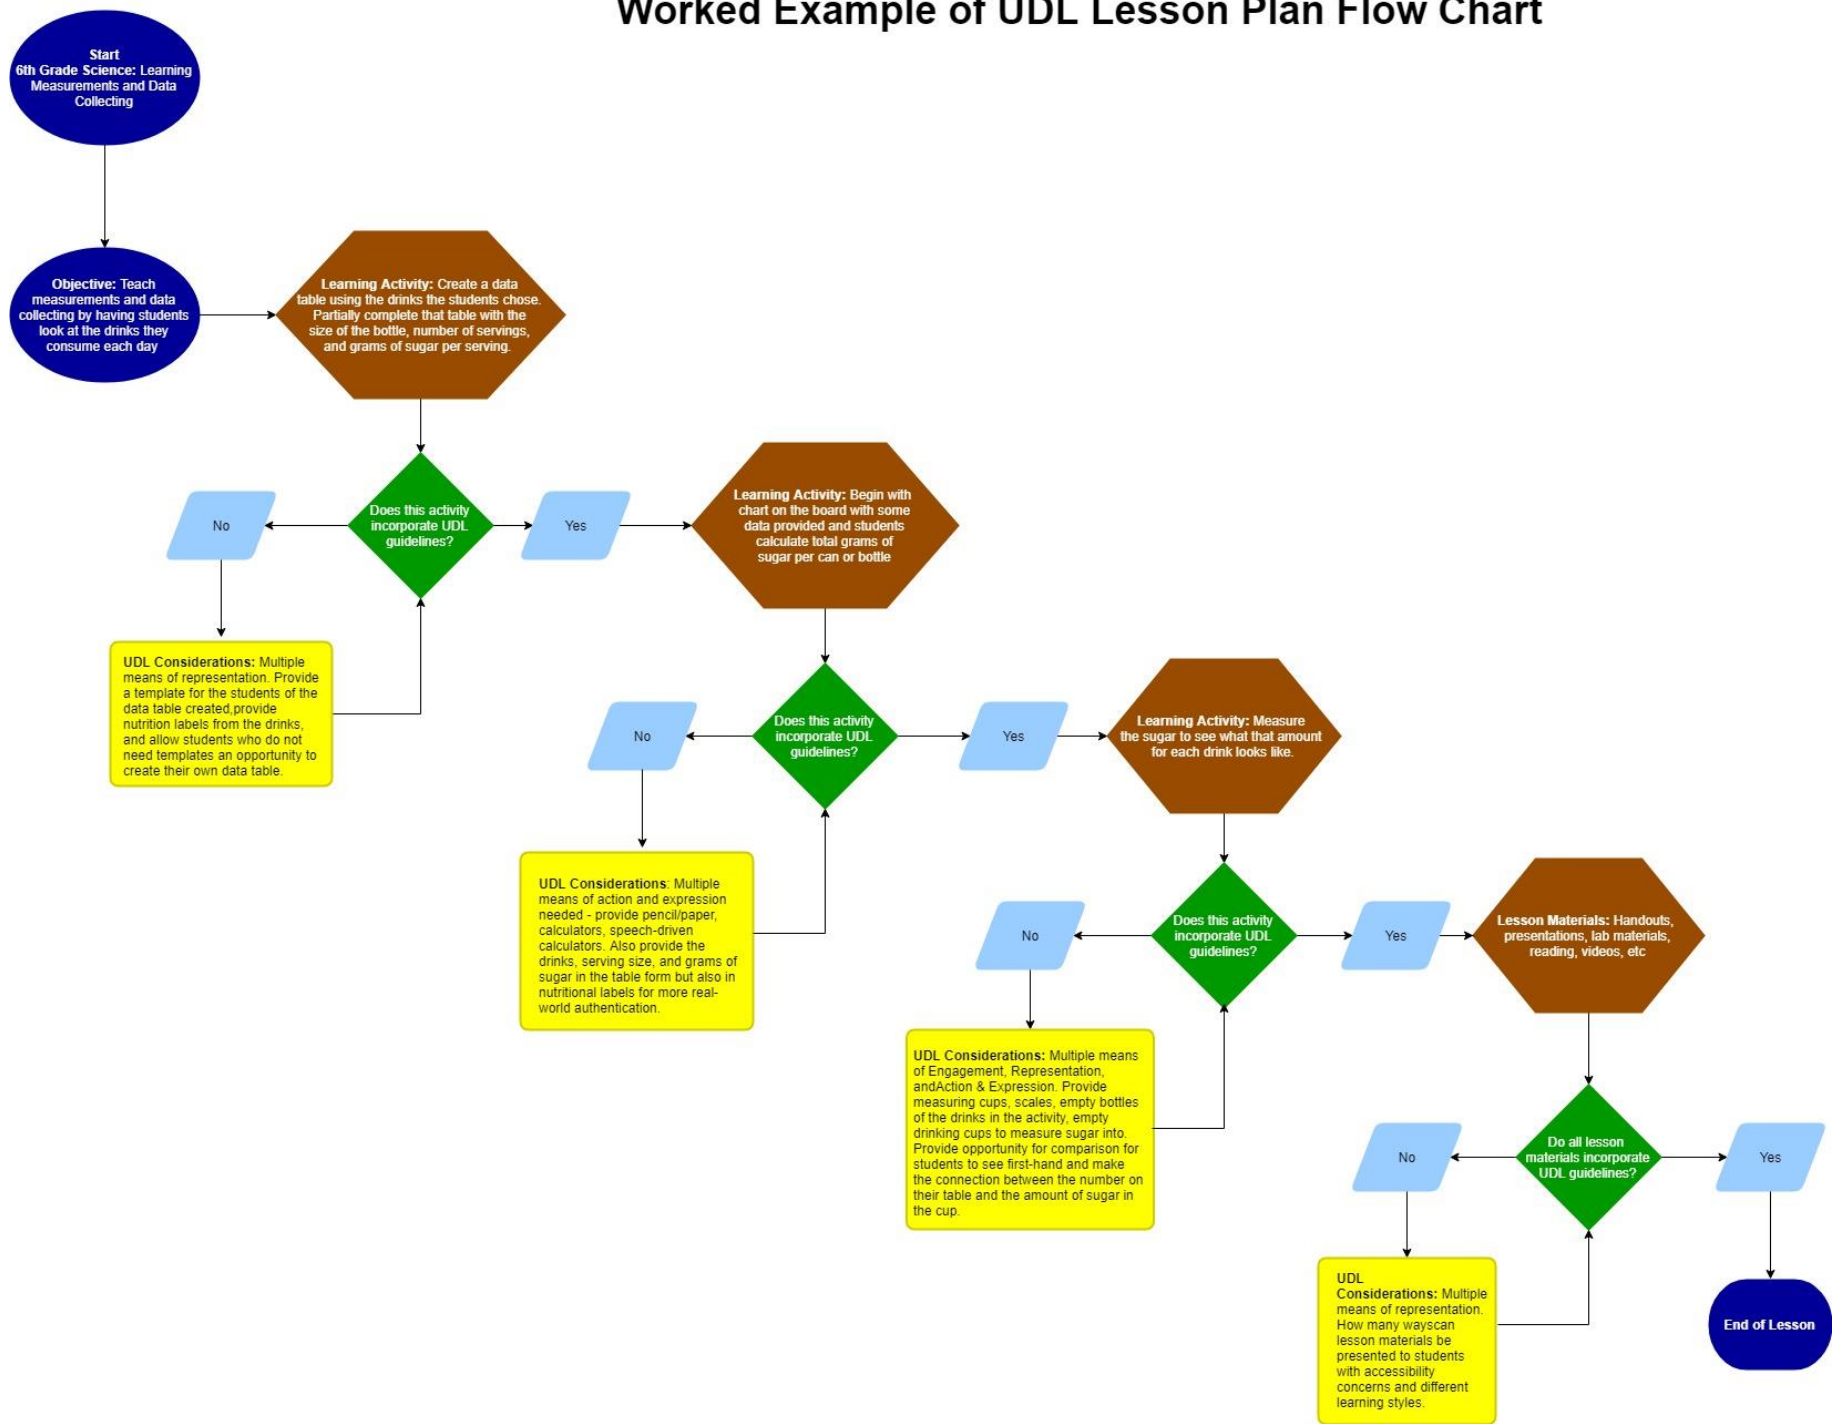 Worked Example of UDL Lesson Plan Flow Chart
Start
6th Grade Science: Learning
Measurements and Data
Collecting
Objective: Teach
measurements and data
collecting by having students
look at the drinks they
consume each day
Learning Activity: Create a data
table using the drinks the students chose.
Partially complete that table with the
size of the bottle, number of servings,
and grams of sugar per serving.
No
Does this activity
incorporate UDL
guidelines?
Yes
Learning Activity: Begin with
chart on the board with some
data provided and students
calculate total grams of
sugar per can or bottle
UDL Considerations: Multiple
means of representation. Provide
a template for the students of the
data table created,provide
nutrition labels from the drinks,
and allow students who do not
need templates an opportunity to
create their own data table.
No
Does this activity
incorporate UDL
guidelines?
Yes
Learning Activity: Measure
the sugar to see what that amount
for each drink looks like.
UDL Considerations: Multiple
means of action and expression
needed - provide pencil/paper,
calculators, speech-driven
calculators. Also provide the
drinks, serving size, and grams of
sugar in the table form but also in
nutritional labels for more real-
world authentication.
No
Does this activity
incorporate UDL
guidelines?
Yes
Lesson Materials: Handouts,
presentations, lab materials,
reading, videos, etc
UDL Considerations: Multiple means
of Engagement, Representation,
andAction & Expression. Provide
measuring cups, scales, empty bottles
of the drinks in the activity, empty
drinking cups to measure sugar into.
Provide opportunity for comparison for
students to see first-hand and make
the connection between the number on
their table and the amount of sugar in
the cup.
No
Do all lesson
materials incorporate
UDL guidelines?
Yes
UDL
Considerations: Multiple
means of representation.
How many wayscan
lesson materials be
presented to students
with accessibility
concerns and different
learning styles.
End of Lesson